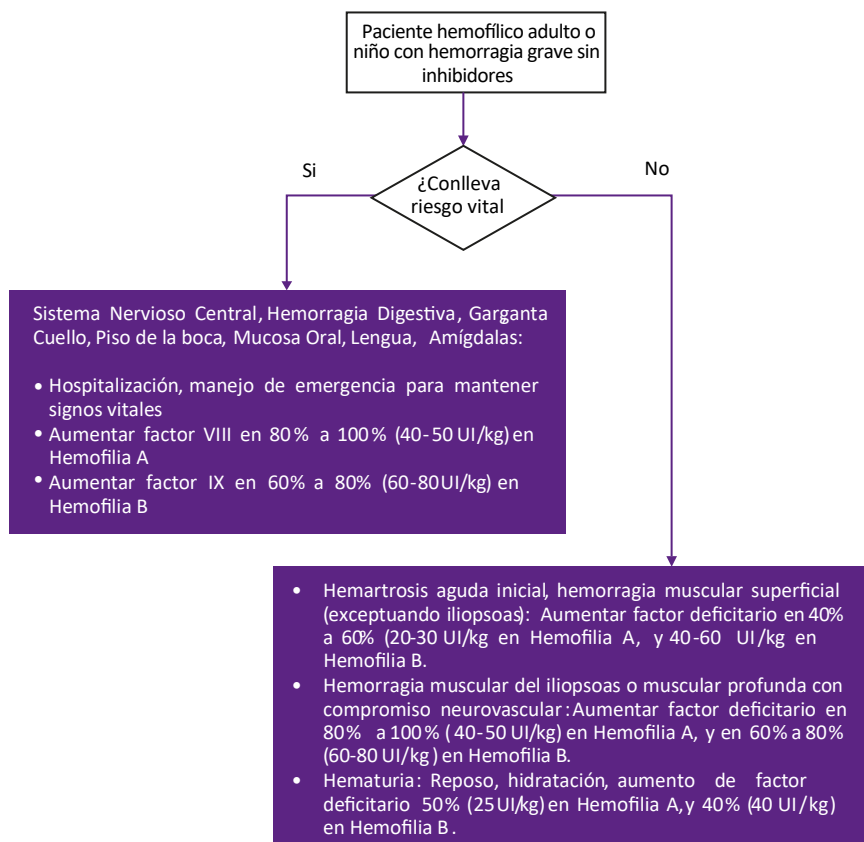 Paciente hemofílico adulto o
niño con hemorragia grave sin
inhibidores
¿Conlleva
riesgo vital
Si
No
Sistema Nervioso Central, Hemorragia Digestiva, Garganta
Cuello, Piso de la boca, Mucosa Oral, Lengua, Amígdalas:
• Hospitalización, manejo de emergencia para mantener
signos vitales
• Aumentar factor VIII en 80% a 100% (40-50 UI/kg) en
Hemofilia A
• Aumentar factor IX en 60% a 80% (60-80UI/kg) en
Hemofilia B
• Hemartrosis aguda inicial, hemorragia muscular superficial
(exceptuando iliopsoas): Aumentar factor deficitario en 40%
a 60% (20-30 UI/kg en Hemofilia A, y 40-60 UI/kg en
Hemofilia B.
• Hemorragia muscular del iliopsoas o muscular profunda con
compromiso neurovascular: Aumentar factor deficitario en
80% a 100% (40-50 UI/kg) en Hemofilia A, y en 60% a 80%
(60-80 UI/kg) en Hemofilia B.
• Hematuria: Reposo, hidratación, aumento de factor
deficitario 50% (25UI/kg) en Hemofilia A, y 40% (40 UI/kg)
en Hemofilia B.